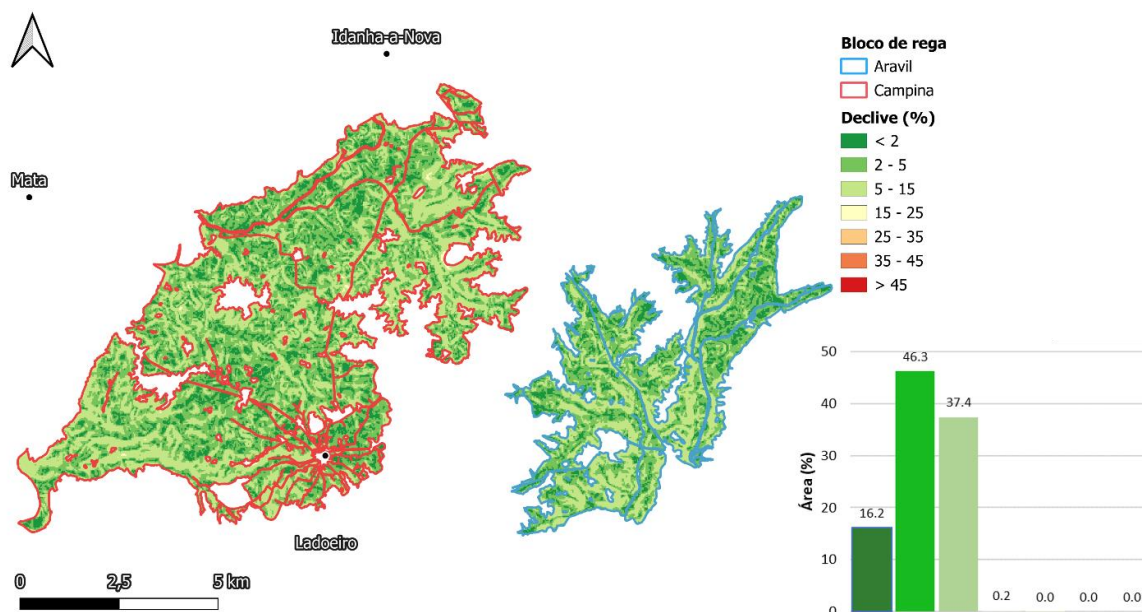 Idanha-a-Nova
Mata
Ladoeiro
0 2,5 5 km
Bloco de rega
Aravil
Campina
Declive (%)
< 2
2 - 5
5 - 15
15 - 25
25 - 35
35 - 45
> 45
Área (%)
50
40
30
20
10
0
16.2
46.3
37.4
0.2
0.0
0.0
0.0